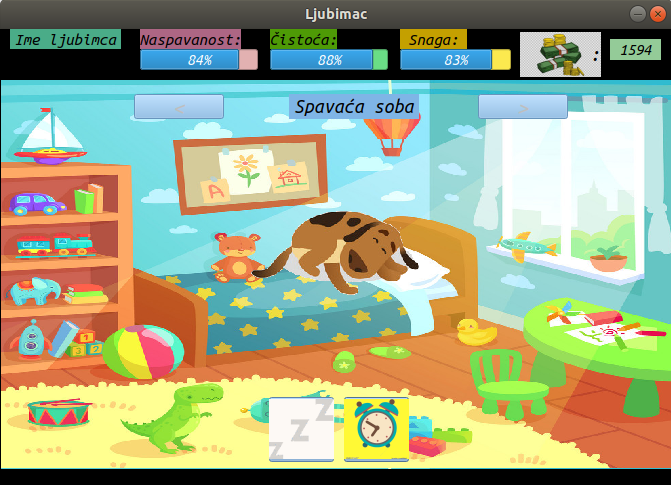 Ljubimac
Ime Ljubimca
Naspavanost:
Čistoća:
Snaga:
84%
88%
83%
:
1594
<
Spavaća soba
>
A
Z
Z
Z